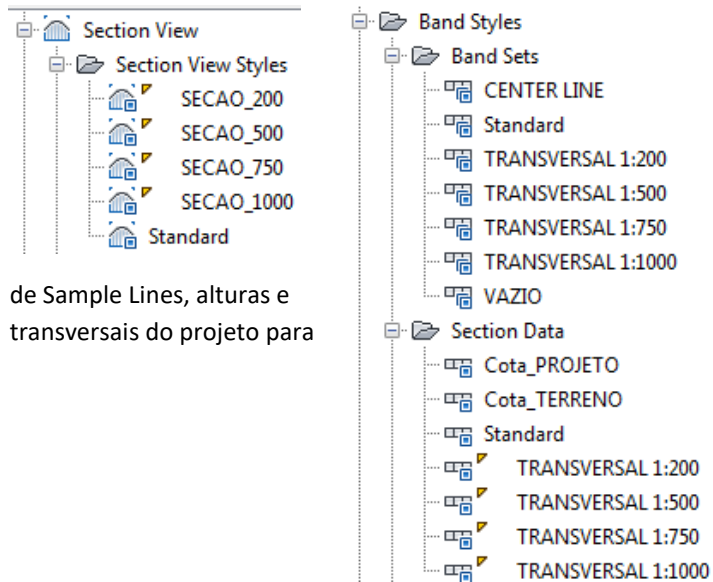 Section View
Section View Styles
SECAO_200
SECAO_500
SECAO_750
SECAO_1000
Standard
de Sample Lines, alturas e
transversais do projeto para
Band Styles
Band Sets
CENTER LINE
Standard
TRANSVERSAL 1:200
TRANSVERSAL 1:500
TRANSVERSAL 1:750
TRANSVERSAL 1:1000
VAZIO
Section Data
Cota_PROJETO
Cota_TERRENO
Standard
TRANSVERSAL 1:200
TRANSVERSAL 1:500
TRANSVERSAL 1:750
TRANSVERSAL 1:1000